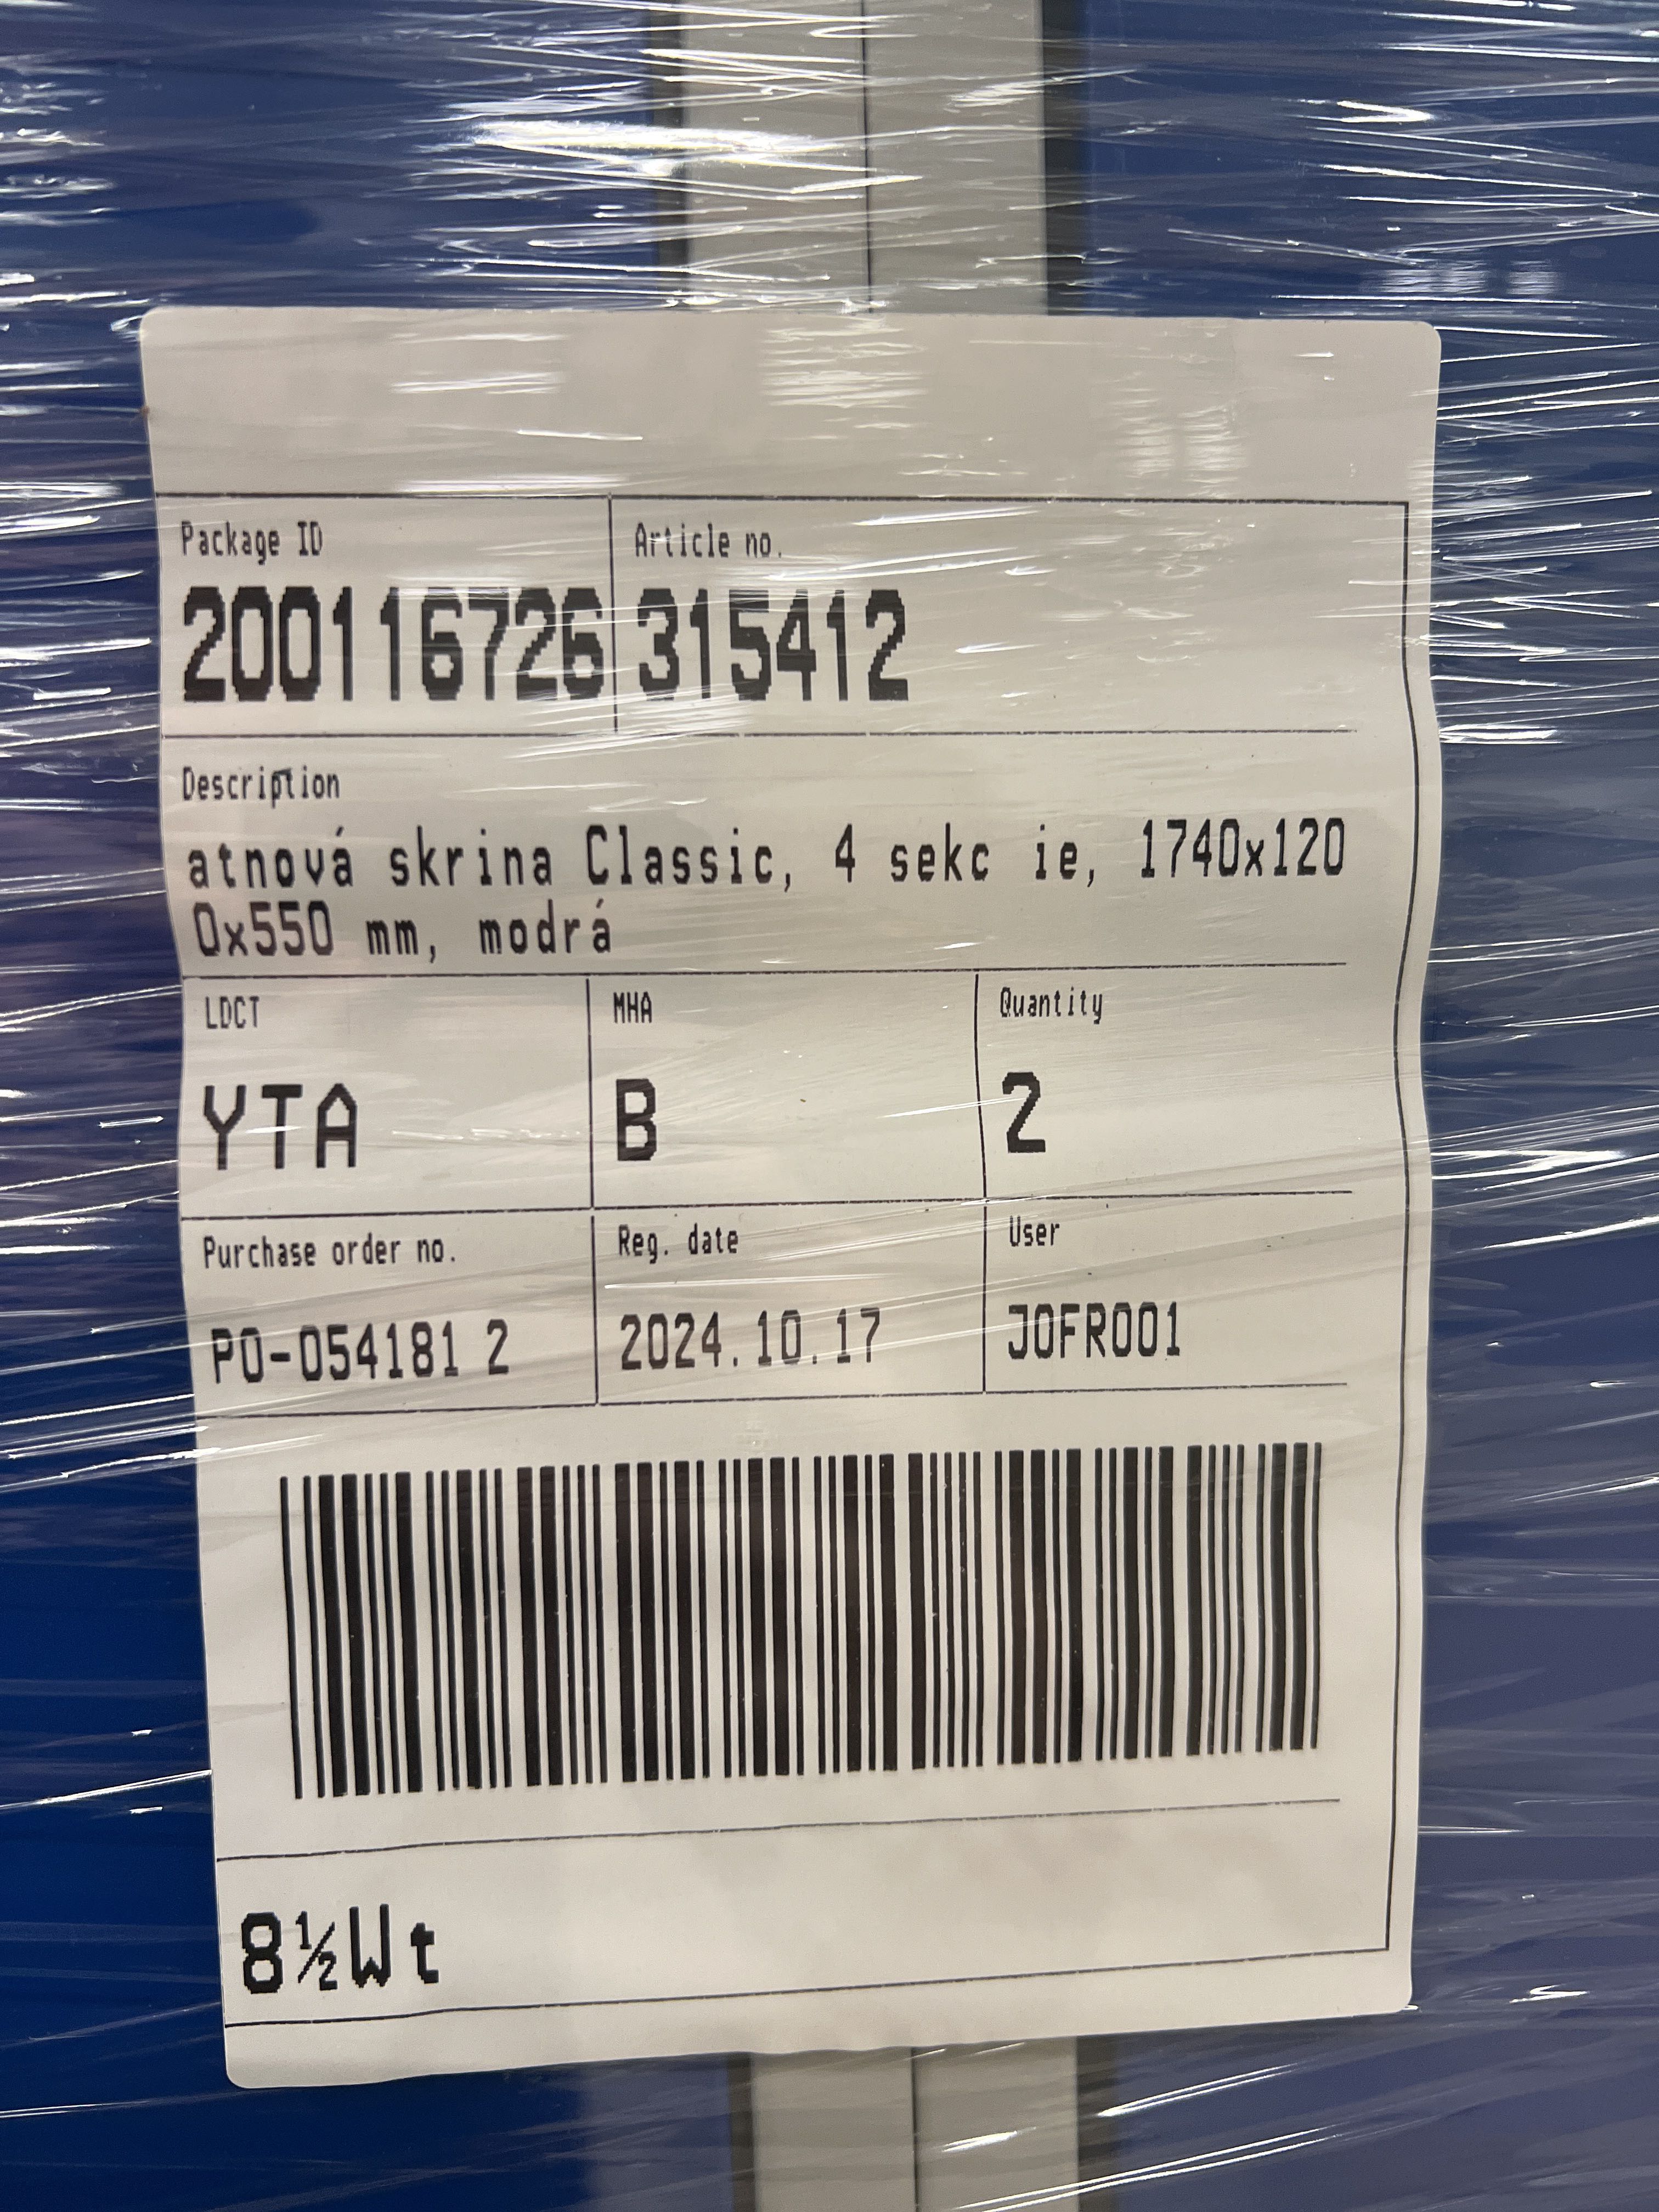 Package ID Article no.
200116726 315412
Description
atnová skrina Classic, 4 sekc ie, 1740x120
0x550 mm, modrá
LDCT MHA Quantity
YTA B 2
Purchase order no. Reg. date User
PO-054181 2 2024.10.17 JOFR001
8½Wt